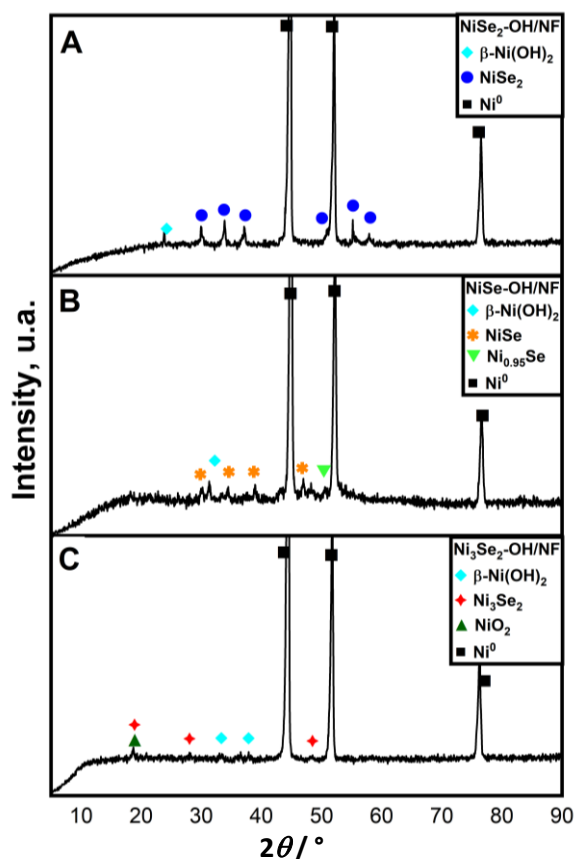 A
NiSe₂-OH/NF
β-Ni(OH)₂
NiSe₂
Ni⁰
B
NiSe-OH/NF
β-Ni(OH)₂
NiSe
Ni₀.₉₅Se
Ni⁰
C
Ni₃Se₂-OH/NF
β-Ni(OH)₂
Ni₃Se₂
NiO₂
Ni⁰
Intensity, u.a.
10 20 30 40 50 60 70 80 90
2θ/°